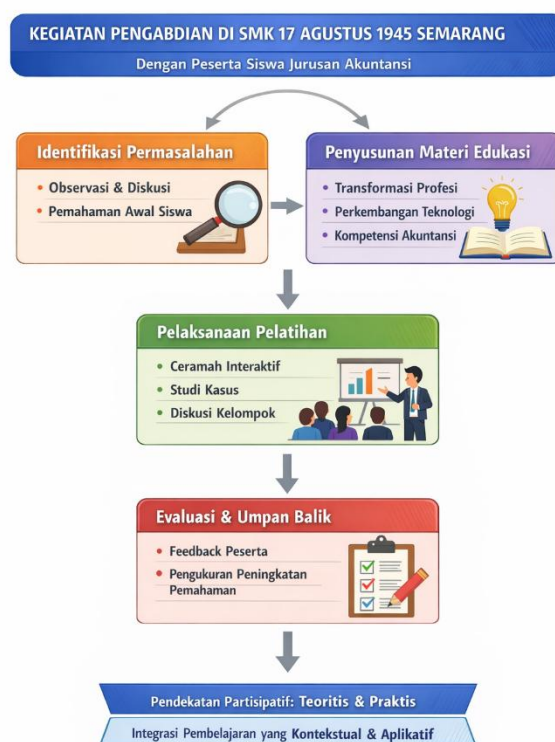 KEGIATAN PENGABDIAN DI SMK 17 AGUSTUS 1945 SEMARANG
Dengan Peserta Siswa Jurusan Akuntansi
Identifikasi Permasalahan
• Observasi & Diskusi
• Pemahaman Awal Siswa
Penyusunan Materi Edukasi
• Transformasi Profesi
• Perkembangan Teknologi
• Kompetensi Akuntansi
Pelaksanaan Pelatihan
• Ceramah Interaktif
• Studi Kasus
• Diskusi Kelompok
Evaluasi & Umpan Balik
• Feedback Peserta
• Pengukuran Peningkatan
Pemahaman
Pendekatan Partisipatif: Teoritis & Praktis
Integrasi Pembelajaran yang Kontekstual & Aplikatif